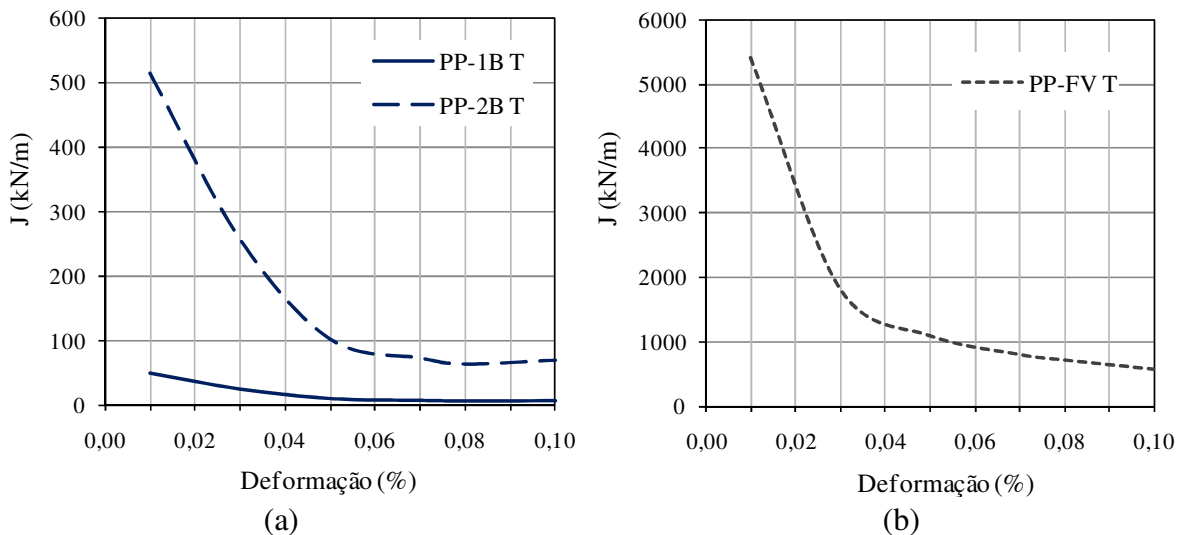 600
500
400
300
200
100
0
J (kN/m)
PP-1B T
PP-2B T
0,00 0,02 0,04 0,06 0,08 0,10
Deformação (%)
(a)
6000
5000
4000
3000
2000
1000
0
J (kN/m)
PP-FV T
0,00 0,02 0,04 0,06 0,08 0,10
Deformação (%)
(b)